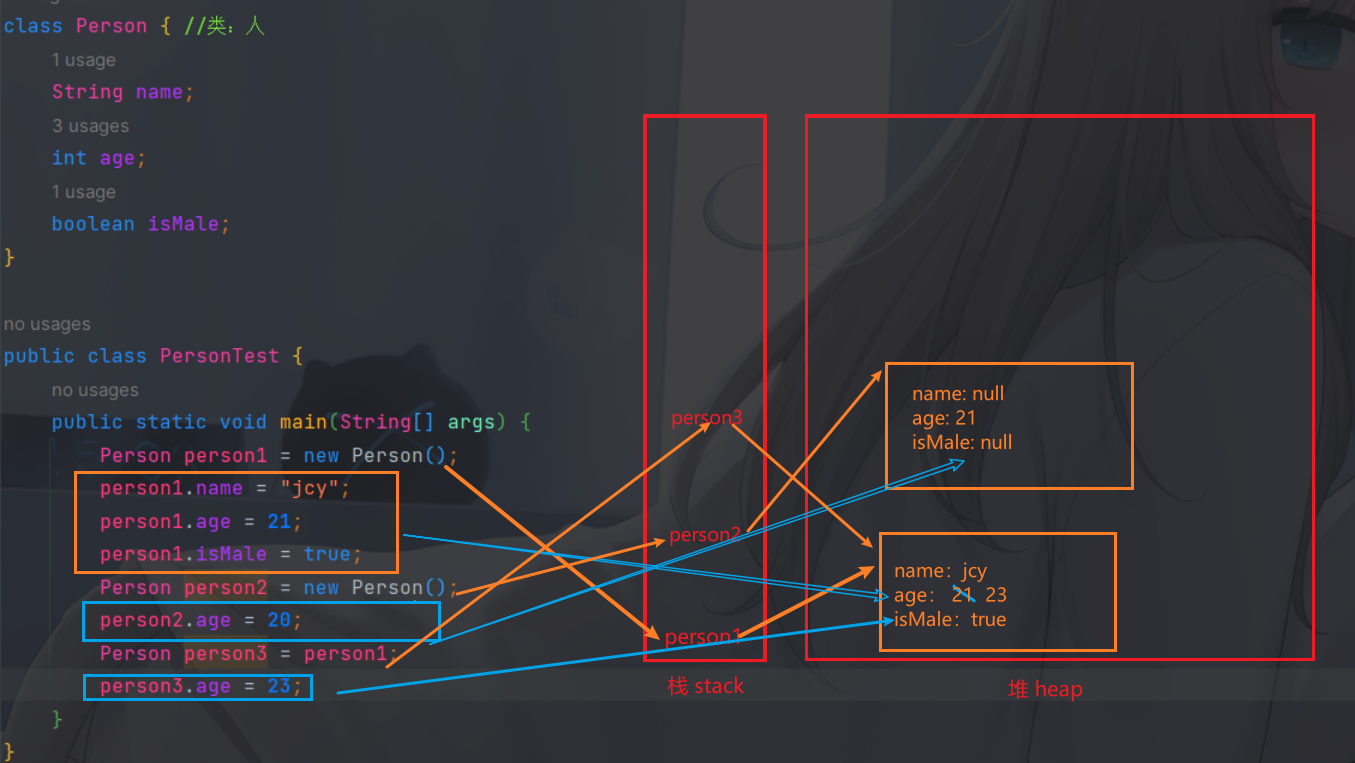 class Person { //类：人
1 usage
String name;
3 usages
int age;
1 usage
boolean isMale;
}
no usages
public class PersonTest {
no usages
public static void main(String[] args) {
Person person1 = new Person();
person1.name = "jcy";
person1.age = 21;
person1.isMale = true;
Person person2 = new Person();
person2.age = 20;
Person person3 = person1;
person3.age = 23;
}
}
person3
person2
person1
栈 stack
name: null
age: 21
isMale: null
name：jcy
age： 21 23
isMale：true
堆 heap